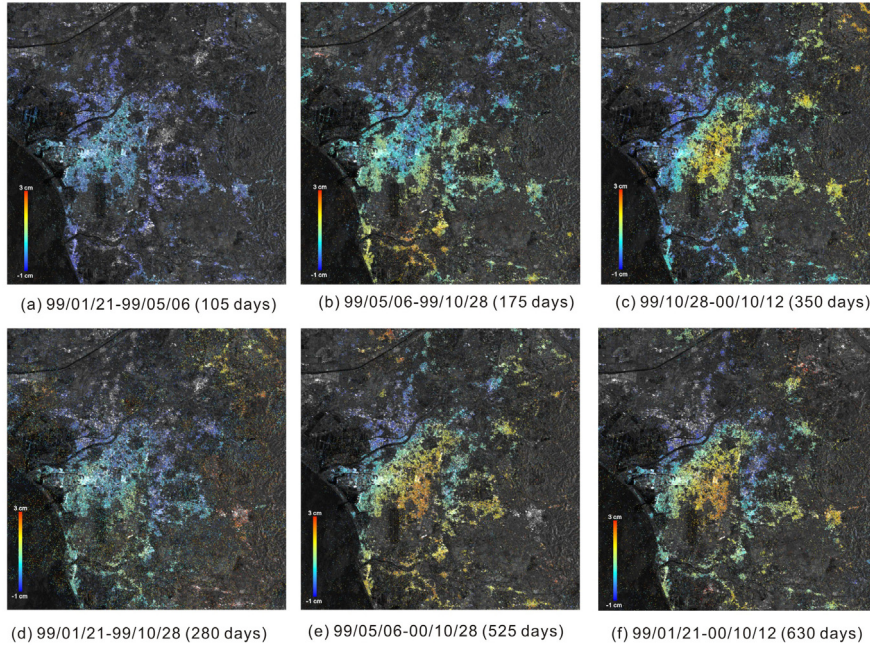 3 cm
-1 cm
3 cm
-1 cm
3 cm
-1 cm
(a) 99/01/21-99/05/06 (105 days)
(b) 99/05/06-99/10/28 (175 days)
(c) 99/10/28-00/10/12 (350 days)
3 cm
-1 cm
3 cm
-1 cm
3 cm
-1 cm
(d) 99/01/21-99/10/28 (280 days)
(e) 99/05/06-00/10/28 (525 days)
(f) 99/01/21-00/10/12 (630 days)